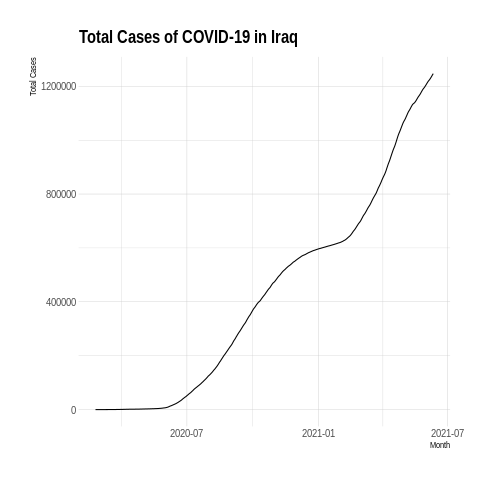 Total Cases of COVID-19 in Iraq
Total Cases
1200000
800000
400000
0
2020-07
2021-01
2021-07
Month